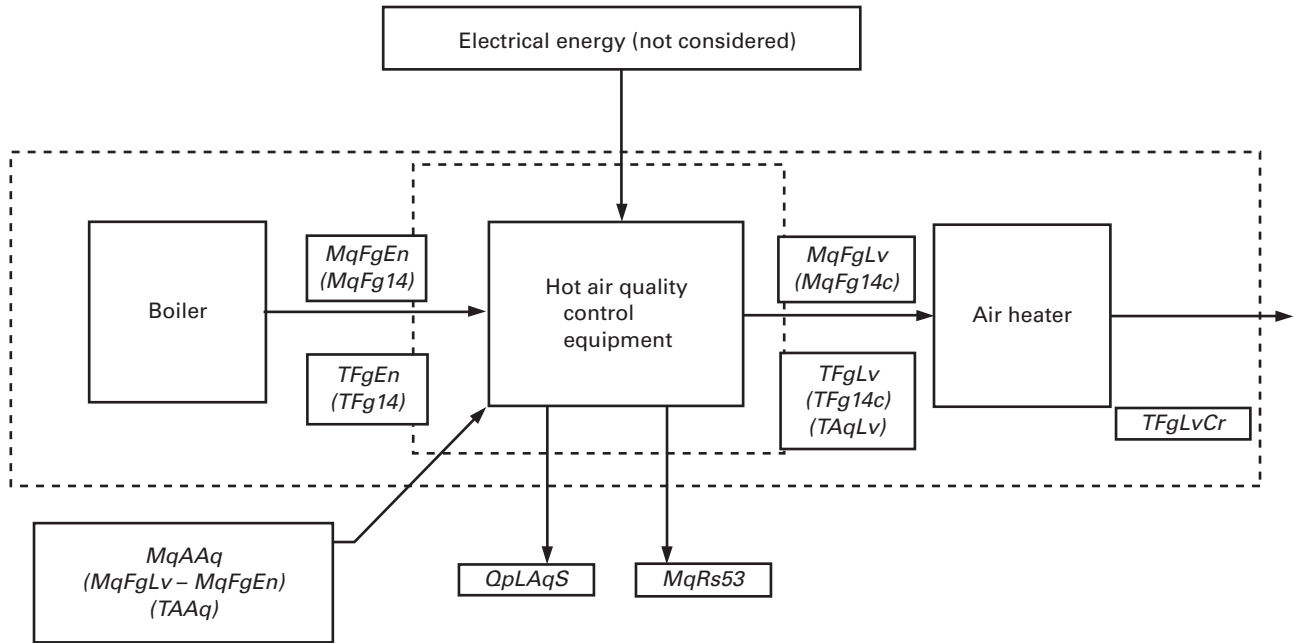 Electrical energy (not considered)
Boiler
MqFgEn
(MqFg14)
TFgEn
(TFg14)
Hot air quality
control
equipment
MqFgLv
(MqFg14c)
TFgLv
(TFg14c)
(TAqLv)
Air heater
TFgLvCr
MqAAq
(MqFgLv – MqFgEn)
(TAAq)
QpLAqS
MqRs53